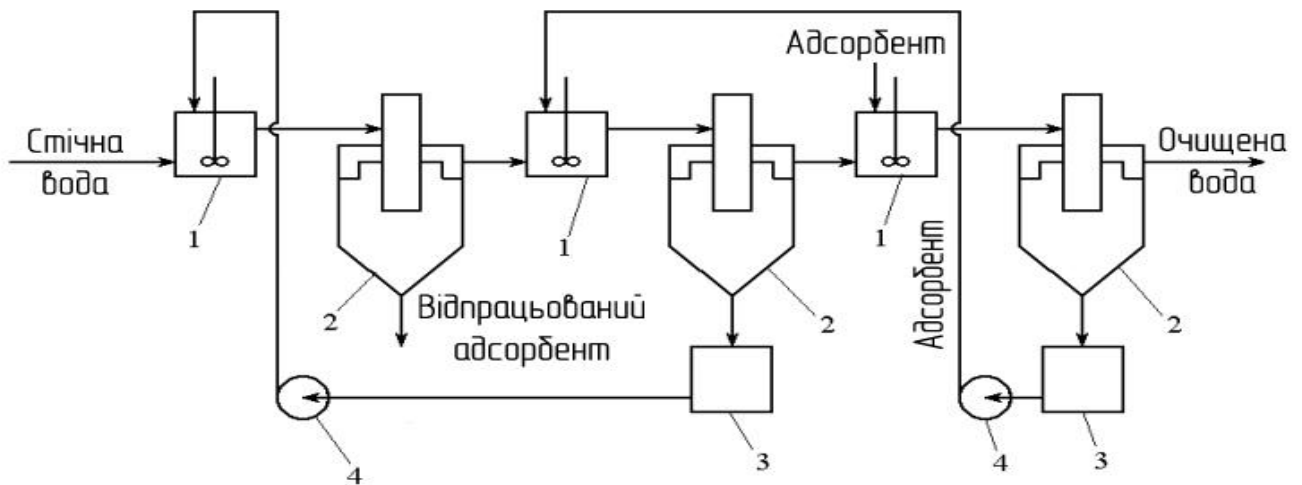 Адсорбент
Стічна
вода
Очищена
вода
1
1
1
Адсорбент
2
Відпрацьований
адсорбент
2
2
3
3
4
4